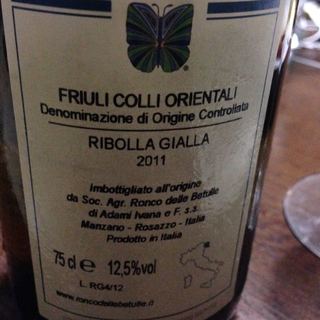 FRIULI COLLI ORIENTALI
Denominazione di Origine Controllata
RIBOLLA GIALLA
2011
Imbottigliato all'origine
da Soc. Agr. Ronco delle Betulle
di Adami Ivana e F. s.s.
Manzano - Rosazzo - Italia
Prodotto in Italia
75 cl e 12,5%vol
L. RG4/12
www.roncodellebetulle.it